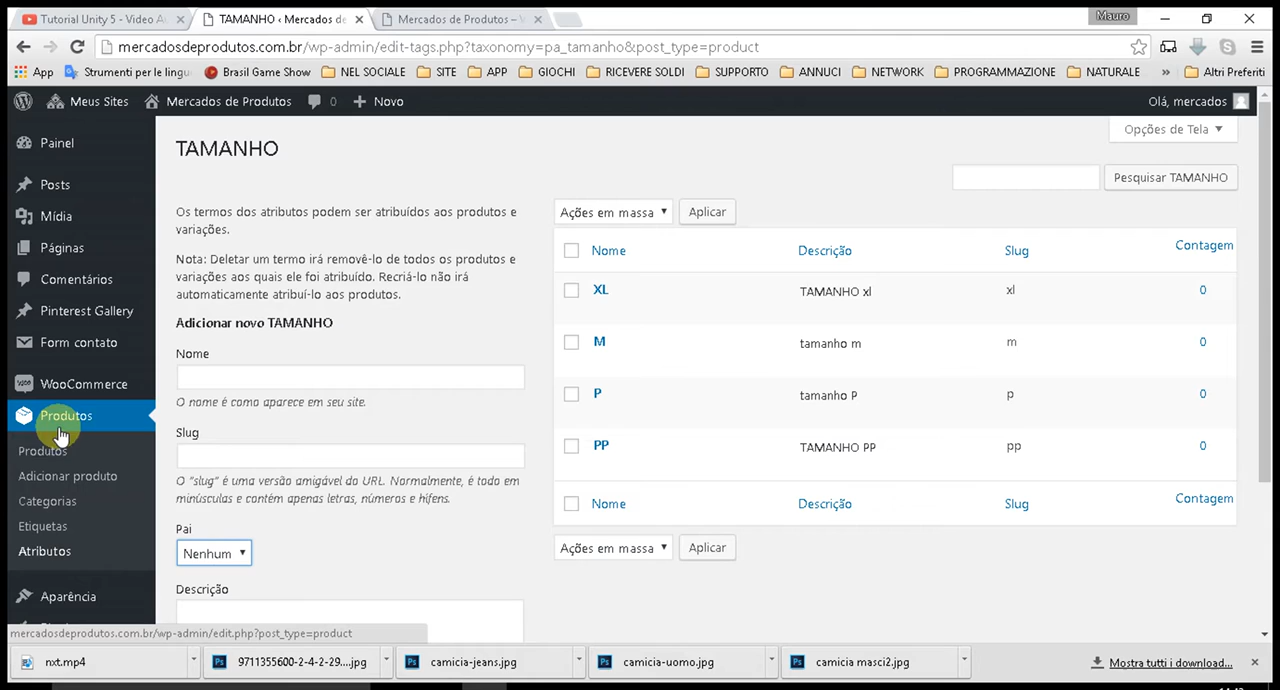 Tutorial Unity 5 - Video A
TAMANHO ‹ Mercados de
Mercados de Produtos –
Mauro
mercadosdeprodutos.com.br/wp-admin/edit-tags.php?taxonomy=pa_tamanho&post_type=product
App
Strumenti per le lingu
Brasil Game Show
NEL SOCIALE
SITE
APP
GIOCHI
RICEVERE SOLDI
SUPPORTO
ANNUCI
NETWORK
PROGRAMMAZIONE
NATURALE
»
Altri Preferiti
Meus Sites
Mercados de Produtos
0
Novo
Olá, mercados
Painel
Posts
Mídia
Páginas
Comentários
Pinterest Gallery
Form contato
WooCommerce
Produtos
Produtos
Adicionar produto
Categorias
Etiquetas
Atributos
Aparência
Opções de Tela
TAMANHO
Pesquisar TAMANHO
Os termos dos atributos podem ser atribuídos aos produtos e
variações.
Nota: Deletar um termo irá removê-lo de todos os produtos e
variações aos quais ele foi atribuído. Recriá-lo não irá
automaticamente atribuí-lo aos produtos.
Adicionar novo TAMANHO
Nome
O nome é como aparece em seu site.
Slug
O "slug" é uma versão amigável da URL. Normalmente, é todo em
minúsculas e contém apenas letras, números e hífens.
Pai
Nenhum
Descrição
Ações em massa
Aplicar
Nome Descrição Slug Contagem
XL TAMANHO xl xl 0
M tamanho m m 0
P tamanho P p 0
PP TAMANHO PP pp 0
Nome Descrição Slug Contagem
Ações em massa
Aplicar
mercadosdeprodutos.com.br/wp-admin/edit.php?post_type=product
nxt.mp4
9711355600-2-4-2-29....jpg
camicia-jeans.jpg
camicia-uomo.jpg
camicia masci2.jpg
Mostra tutti i download...